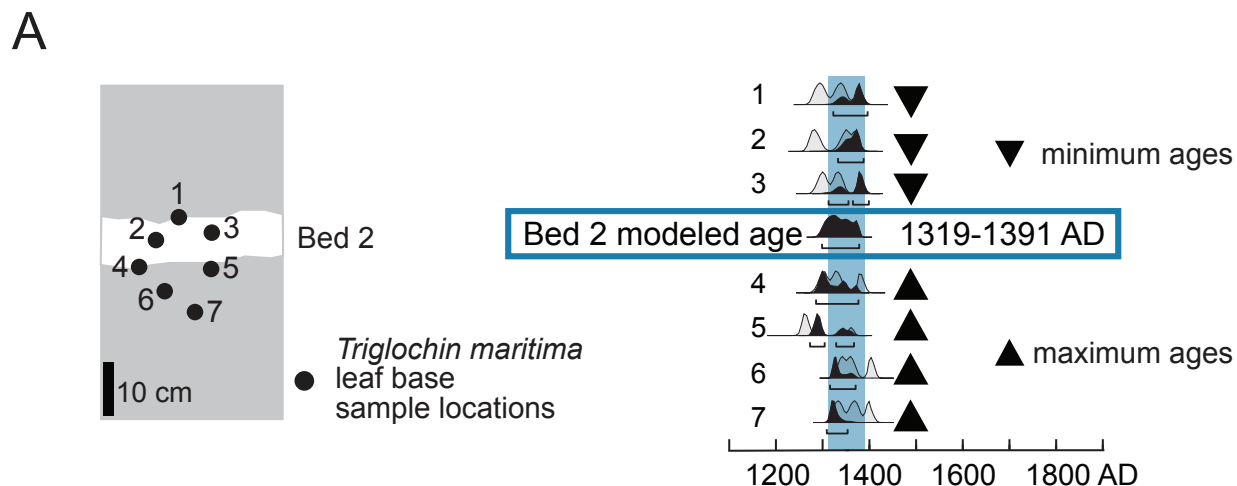 A
1
2
3
Bed 2
4
5
6
7
10 cm
Triglochin maritima
leaf base
sample locations
1
2
3
minimum ages
Bed 2 modeled age 1319-1391 AD
4
5
6
7
maximum ages
1200 1400 1600 1800 AD